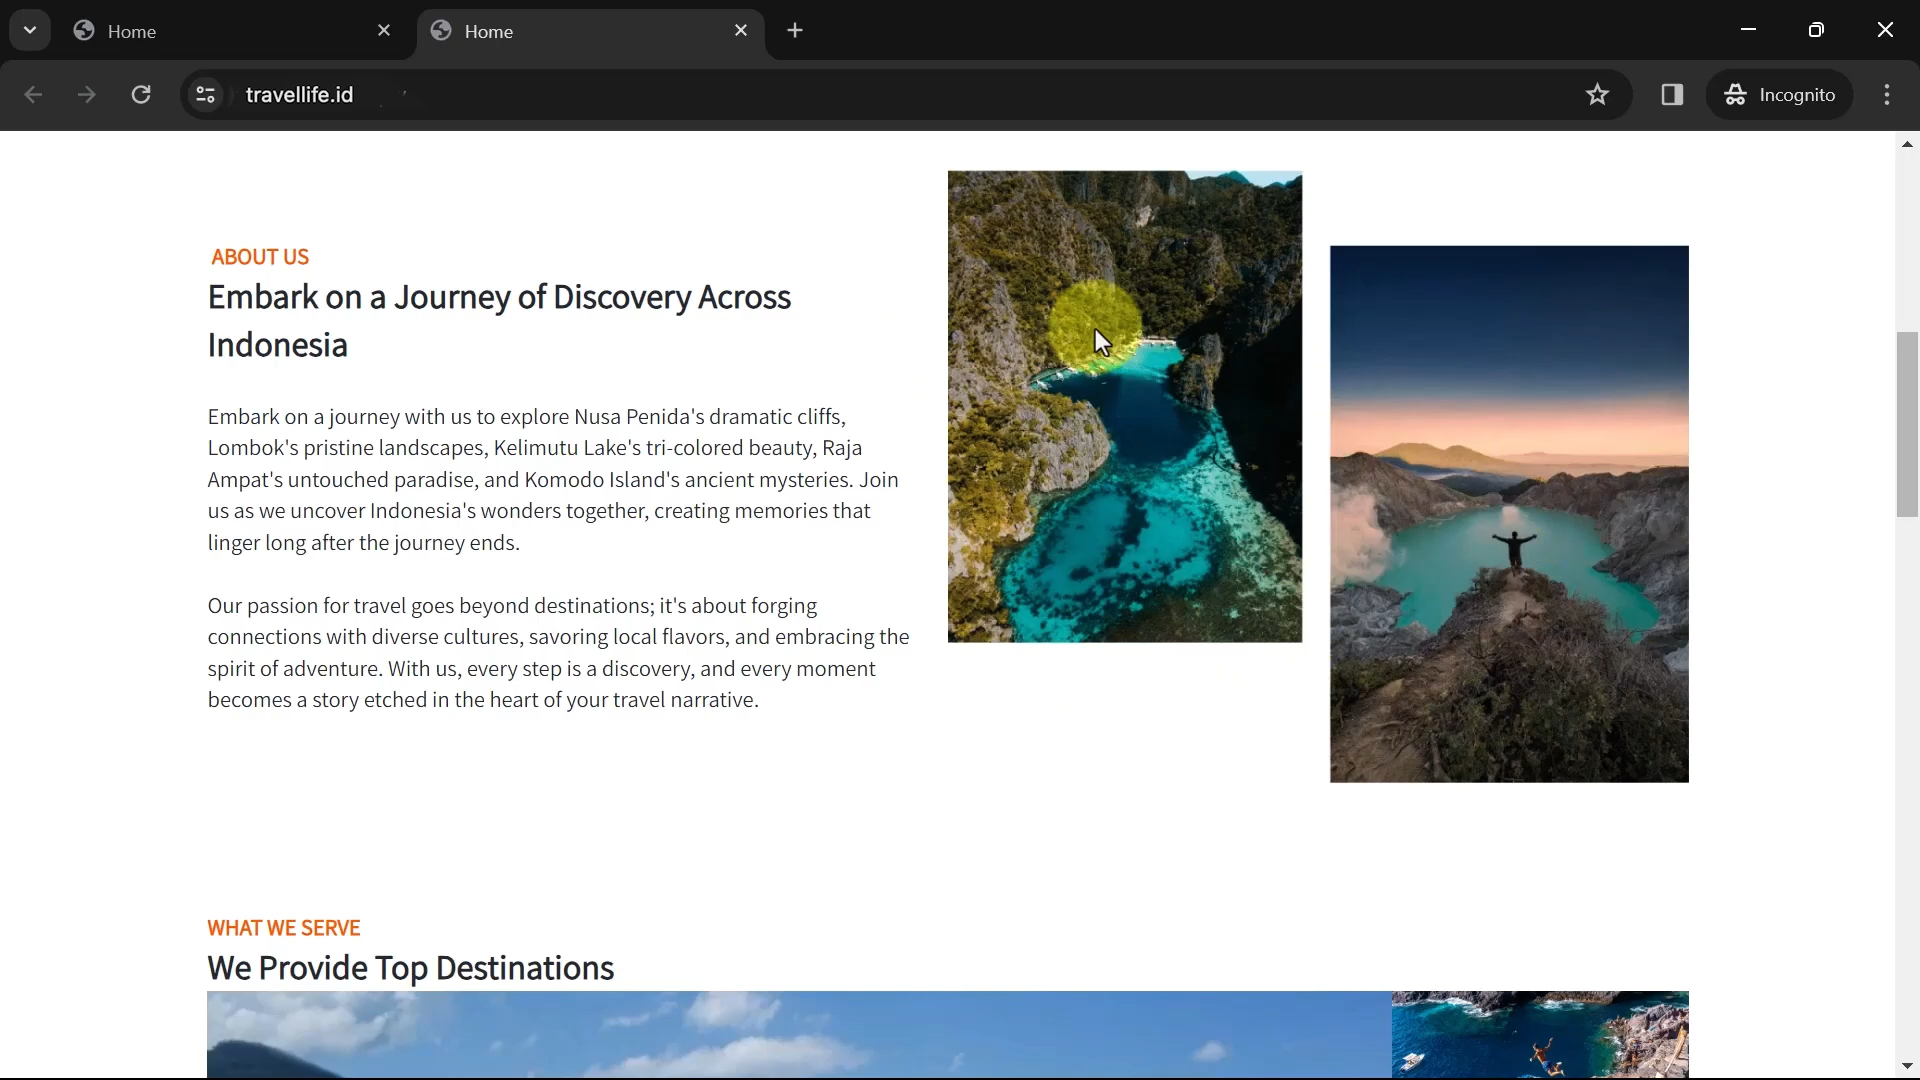 Home
Home
travellife.id
Incognito
ABOUT US
Embark on a Journey of Discovery Across
Indonesia
Embark on a journey with us to explore Nusa Penida's dramatic cliffs,
Lombok's pristine landscapes, Kelimutu Lake's tri-colored beauty, Raja
Ampat's untouched paradise, and Komodo Island's ancient mysteries. Join
us as we uncover Indonesia's wonders together, creating memories that
linger long after the journey ends.
Our passion for travel goes beyond destinations; it's about forging
connections with diverse cultures, savoring local flavors, and embracing the
spirit of adventure. With us, every step is a discovery, and every moment
becomes a story etched in the heart of your travel narrative.
WHAT WE SERVE
We Provide Top Destinations